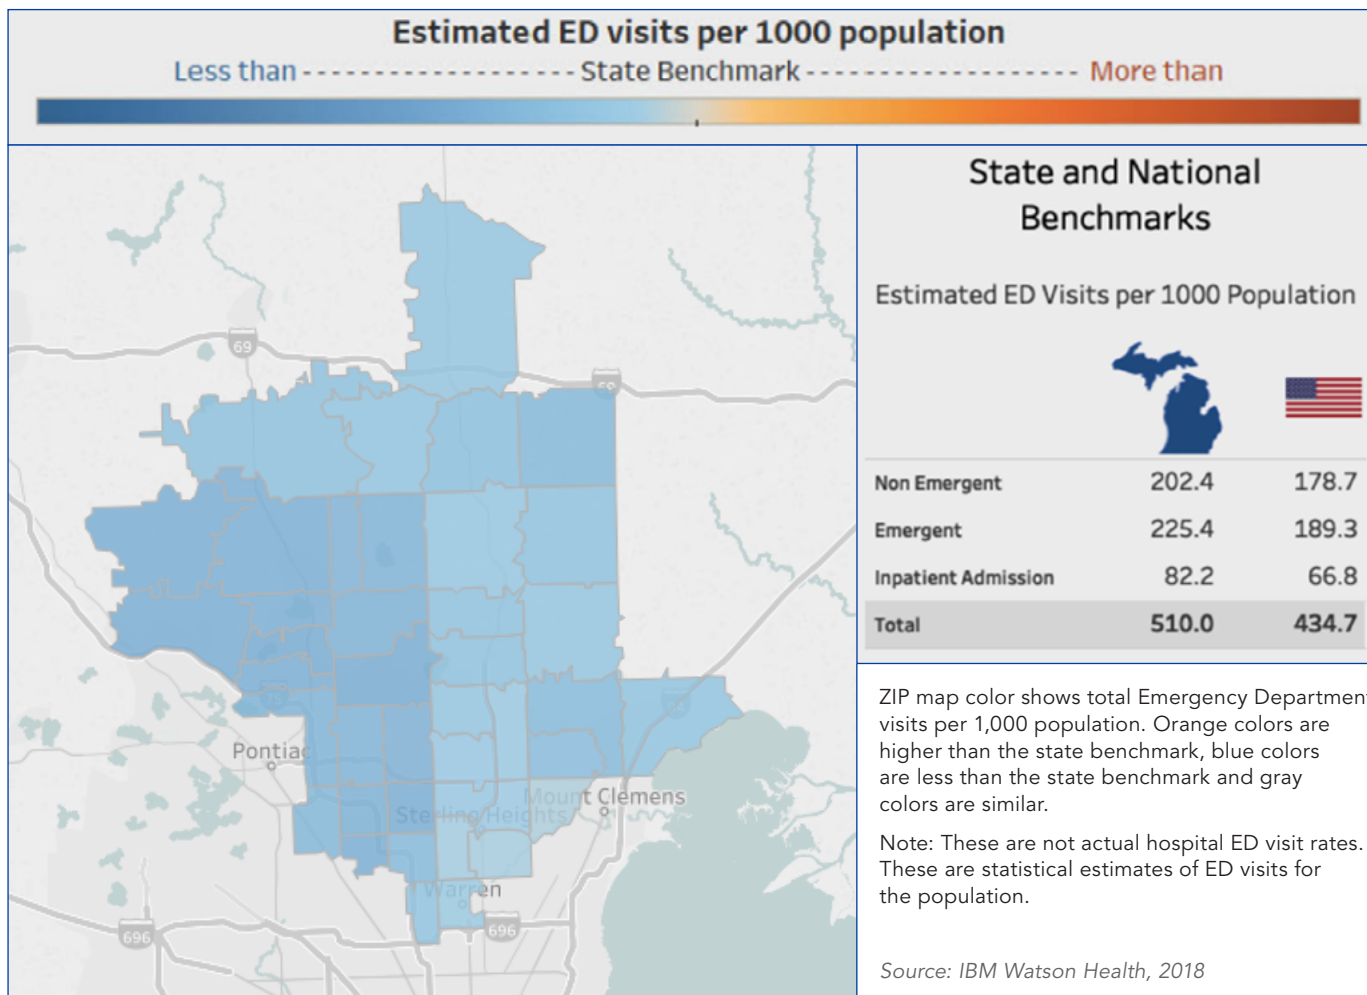 Estimated ED visits per 1000 population
Less than - - - - - - - - - - - - - - - - - - State Benchmark - - - - - - - - - - - - - - - - - - More than
State and National
Benchmarks
Estimated ED Visits per 1000 Population
Non Emergent 202.4 178.7
Emergent 225.4 189.3
Inpatient Admission 82.2 66.8
Total 510.0 434.7
69
69
Pontiac
Sterling Heights
Mount Clemens
Warren
696
696
ZIP map color shows total Emergency Department
visits per 1,000 population. Orange colors are
higher than the state benchmark, blue colors
are less than the state benchmark and gray
colors are similar.
Note: These are not actual hospital ED visit rates.
These are statistical estimates of ED visits for
the population.
Source: IBM Watson Health, 2018